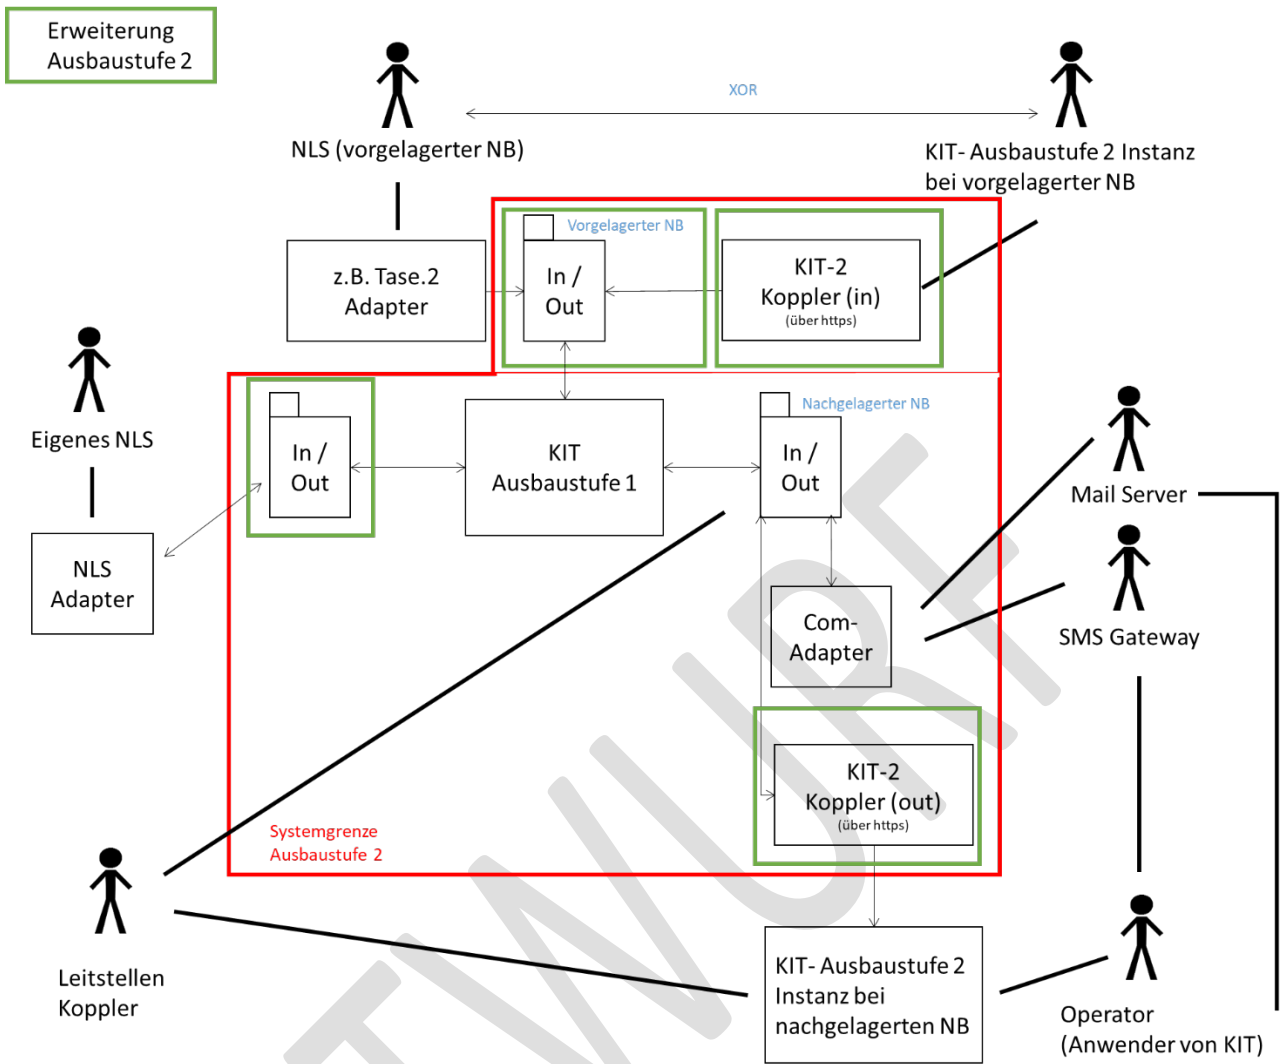 Erweiterung
Ausbaustufe 2
XOR
NLS (vorgelagerter NB)
KIT- Ausbaustufe 2 Instanz
bei vorgelagerter NB
Vorgelagerter NB
z.B. Tase.2
Adapter
In /
Out
KIT-2
Koppler (in)
(über https)
Eigenes NLS
In /
Out
KIT
Ausbaustufe 1
Nachgelagerter NB
In /
Out
Mail Server
NLS
Adapter
Com-
Adapter
SMS Gateway
KIT-2
Koppler (out)
(über https)
Systemgrenze
Ausbaustufe 2
Leitstellen
Koppler
KIT- Ausbaustufe 2
Instanz bei
nachgelagerten NB
Operator
(Anwender von KIT)
TWURF